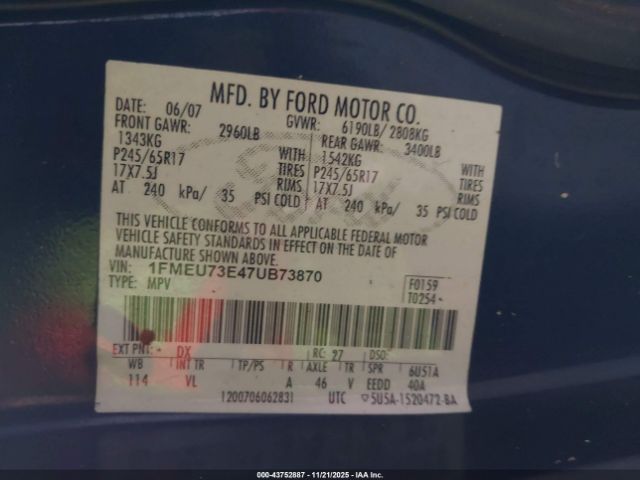 MFD. BY FORD MOTOR CO.
DATE: 06/07 GVWR: 6190LB/ 2808KG
FRONT GAWR: 2960LB REAR GAWR: 3400LB
1343KG WITH 1542KG WITH
P245/65R17 TIRES P245/65R17 TIRES
17X7.5J RIMS 17X7.5J RIMS
AT 240 kPa/ 35 PSI COLD AT 240 kPa/ 35 PSI COLD
THIS VEHICLE CONFORMS TO ALL APPLICABLE FEDERAL MOTOR
VEHICLE SAFETY STANDARDS IN EFFECT ON THE DATE OF
MANUFACTURE SHOWN ABOVE.
VIN: 1FMEU73E47UB73870 F0159
TYPE: MPV T0254
EXT PNT: DX RC: 27 DSO:
WB INT TR TP/PS R AXLE TR SPR 6U51A
114 VL A 46 V EEDD 40A
1200706062831 UTC ▽5U5A-1520472-BA
000-43752887 - 11/21/2025 - IAA Inc.